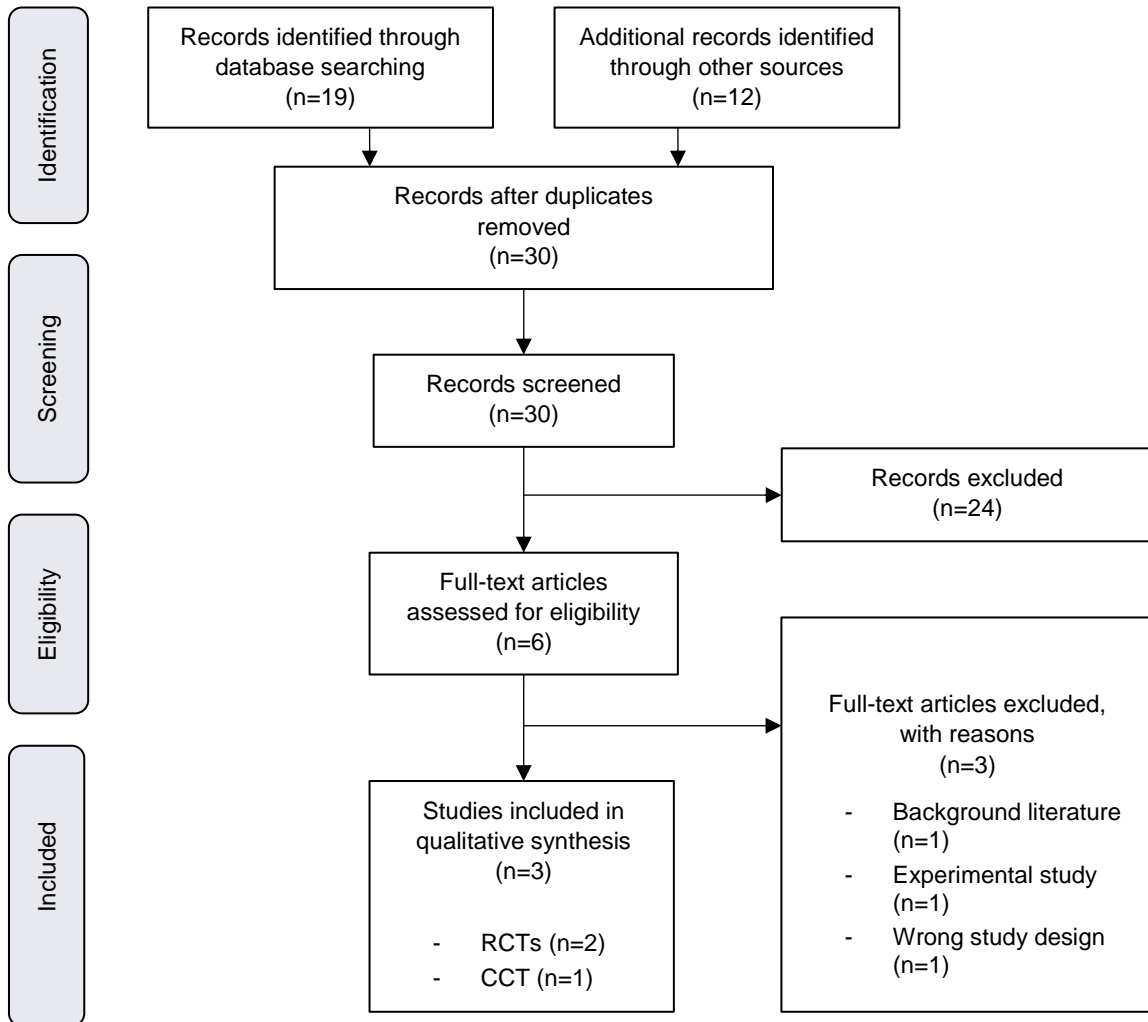 Identification
Records identified through
database searching
(n=19)
Additional records identified
through other sources
(n=12)
Records after duplicates
removed
(n=30)
Screening
Records screened
(n=30)
Records excluded
(n=24)
Eligibility
Full-text articles
assessed for eligibility
(n=6)
Full-text articles excluded,
with reasons
(n=3)
- Background literature
(n=1)
- Experimental study
(n=1)
- Wrong study design
(n=1)
Included
Studies included in
qualitative synthesis
(n=3)
- RCTs (n=2)
- CCT (n=1)